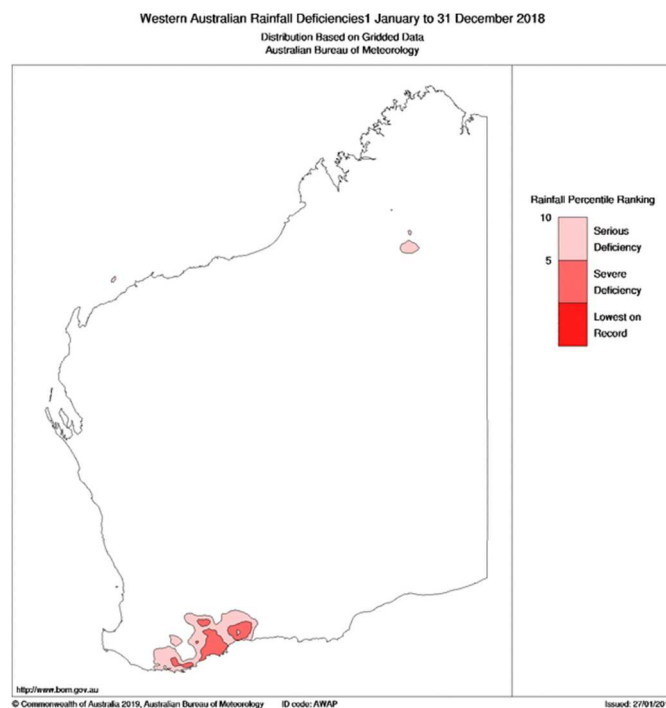 Western Australian Rainfall Deficiencies1 January to 31 December 2018
Distribution Based on Gridded Data
Australian Bureau of Meteorology
Rainfall Percentile Ranking
10
Serious
Deficiency
5
Severe
Deficiency
Lowest on
Record
http://www.bom.gov.au
© Commonwealth of Australia 2019, Australian Bureau of Meteorology ID code: AWAP Issued: 27/01/20